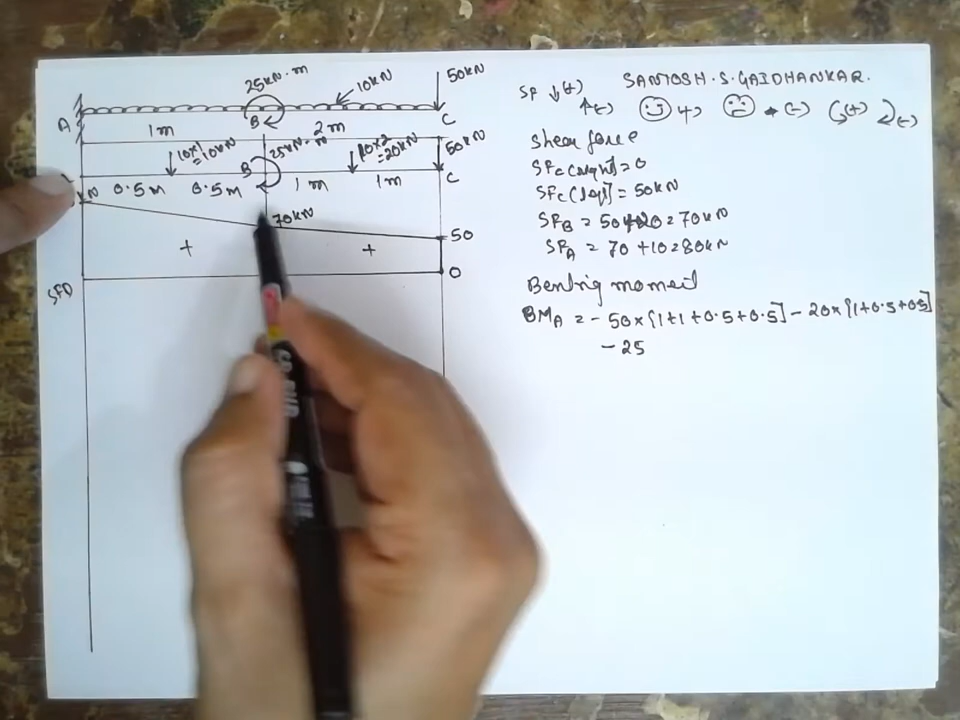 SANTOSH.S.GAIDHANKAR.
SF ↓(+)
↑(-) +) (-) (+) (-)
25KN.m
10KN
50KN
A
B
C
1m
2m
10x1
=10KN
25KN.m
10x2
=20KN
50KN
B
C
0.5m
0.5m
1m
1m
N
70KN
50
+
+
0
SFD
Shear force
SFC (right) = 0
SFC (left) = 50KN
SFB = 50+20 = 70KN
SFA = 70 + 10 = 80KN
Bending moment
BMA = - 50x[1+1+0.5+0.5] - 20x[1+0.5+0.5]
- 25